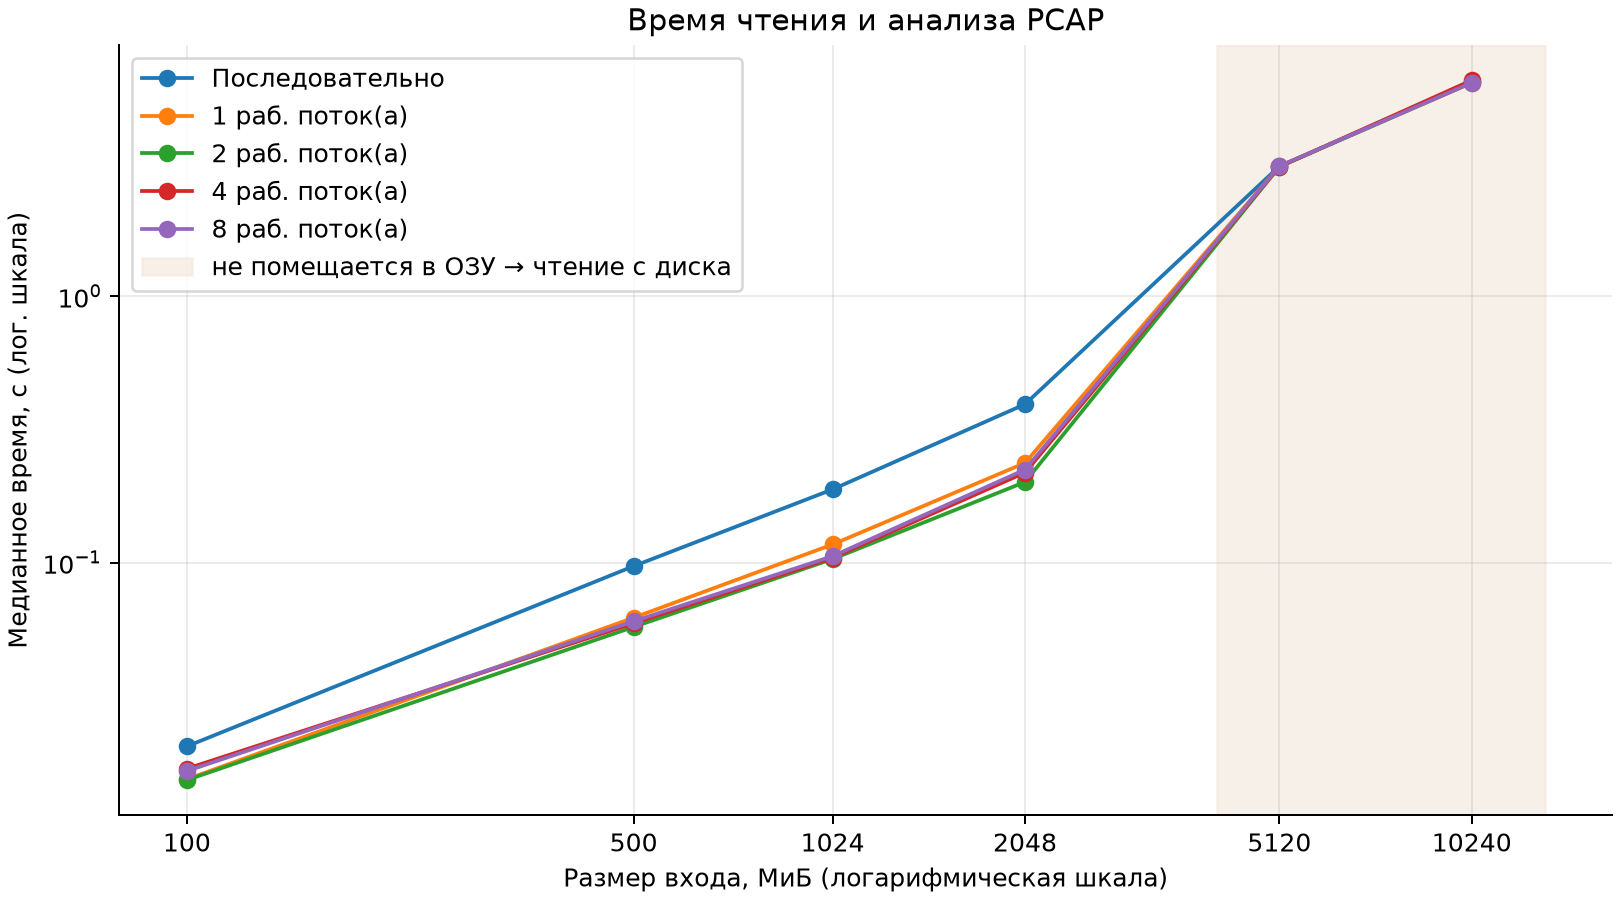 Время чтения и анализа PCAP
Последовательно
1 раб. поток(а)
2 раб. поток(а)
4 раб. поток(а)
8 раб. поток(а)
не помещается в ОЗУ → чтение с диска
Медианное время, с (лог. шкала)
10⁰
10⁻¹
100
500
1024
2048
5120
10240
Размер входа, МиБ (логарифмическая шкала)